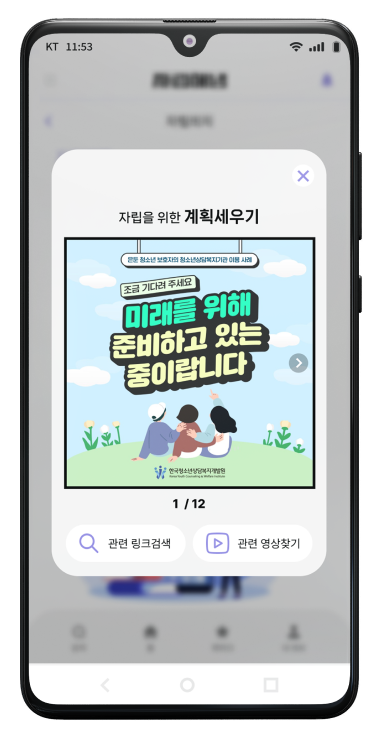 KT 11:53
자립을 위한 계획세우기
은둔 청소년 보호자의 청소년상담복지기관 이용 사례
조금 기다려 주세요
미래를 위해
준비하고 있는
중이랍니다
한국청소년상담복지개발원
Korea Youth Counseling & Welfare Institute
1 / 12
관련 링크검색
관련 영상찾기